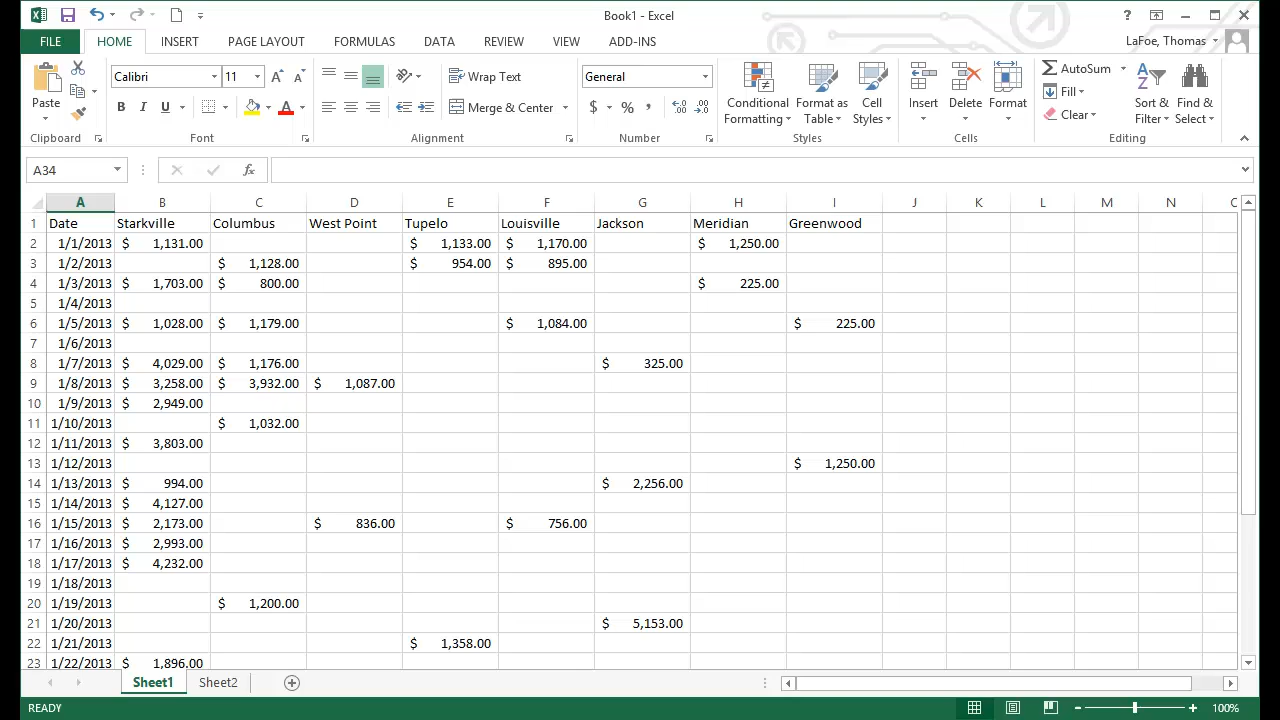 Book1 - Excel
?
FILE HOME INSERT PAGE LAYOUT FORMULAS DATA REVIEW VIEW ADD-INS LaFoe, Thomas
Paste
Clipboard
Calibri 11 A A
B I U A
Font
Wrap Text
Merge & Center
Alignment
General
$ % , .0 .00 .00 .0
Number
Conditional Formatting
Format as Table
Cell Styles
Styles
Insert Delete Format
Cells
AutoSum
Fill
Clear
Sort & Filter
Find & Select
Editing
A34 fx
A B C D E F G H I J K L M N
1 Date Starkville Columbus West Point Tupelo Louisville Jackson Meridian Greenwood
2 1/1/2013 $ 1,131.00 $ 1,133.00 $ 1,170.00 $ 1,250.00
3 1/2/2013 $ 1,128.00 $ 954.00 $ 895.00
4 1/3/2013 $ 1,703.00 $ 800.00 $ 225.00
5 1/4/2013
6 1/5/2013 $ 1,028.00 $ 1,179.00 $ 1,084.00 $ 225.00
7 1/6/2013
8 1/7/2013 $ 4,029.00 $ 1,176.00 $ 325.00
9 1/8/2013 $ 3,258.00 $ 3,932.00 $ 1,087.00
10 1/9/2013 $ 2,949.00
11 1/10/2013 $ 1,032.00
12 1/11/2013 $ 3,803.00
13 1/12/2013 $ 1,250.00
14 1/13/2013 $ 994.00 $ 2,256.00
15 1/14/2013 $ 4,127.00
16 1/15/2013 $ 2,173.00 $ 836.00 $ 756.00
17 1/16/2013 $ 2,993.00
18 1/17/2013 $ 4,232.00
19 1/18/2013
20 1/19/2013 $ 1,200.00
21 1/20/2013 $ 5,153.00
22 1/21/2013 $ 1,358.00
23 1/22/2013 $ 1,896.00
Sheet1 Sheet2
READY 100%